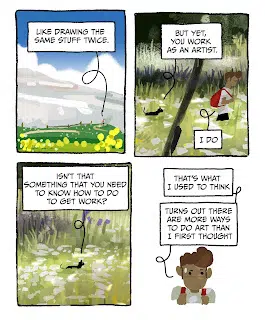 LIKE DRAWING THE
SAME STUFF TWICE.
BUT YET,
YOU WORK
AS AN ARTIST.
I DO
ISN'T THAT
SOMETHING THAT YOU NEED
TO KNOW HOW TO DO
TO GET WORK?
THAT'S WHAT
I USED TO THINK
TURNS OUT THERE
ARE MORE WAYS
TO DO ART THAN
I FIRST THOUGHT